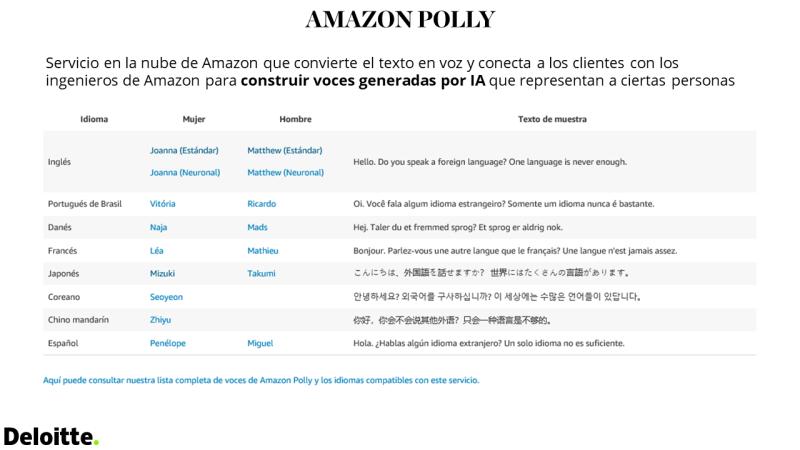 AMAZON POLLY
Servicio en la nube de Amazon que convierte el texto en voz y conecta a los clientes con los
ingenieros de Amazon para construir voces generadas por IA que representan a ciertas personas
Idioma Mujer Hombre Texto de muestra
Inglés Joanna (Estándar) Matthew (Estándar) Hello. Do you speak a foreign language? One language is never enough.
Joanna (Neuronal) Matthew (Neuronal)
Portugués de Brasil Vitória Ricardo Oi. Você fala algum idioma estrangeiro? Somente um idioma nunca é bastante.
Danés Naja Mads Hej. Taler du et fremmed sprog? Et sprog er aldrig nok.
Francés Léa Mathieu Bonjour. Parlez-vous une autre langue que le français? Une langue n'est jamais assez.
Japonés Mizuki Takumi こんにちは、外国語を話せますか? 世界にはたくさんの言語があります。
Coreano Seoyeon 안녕하세요? 외국어를 구사하십니까? 이 세상에는 수많은 언어들이 있답니다.
Chino mandarín Zhiyu 你好，你会不会说其他外语？只会一种语言是不够的。
Español Penélope Miguel Hola. ¿Hablas algún idioma extranjero? Un solo idioma no es suficiente.
Aquí puede consultar nuestra lista completa de voces de Amazon Polly y los idiomas compatibles con este servicio.
Deloitte.